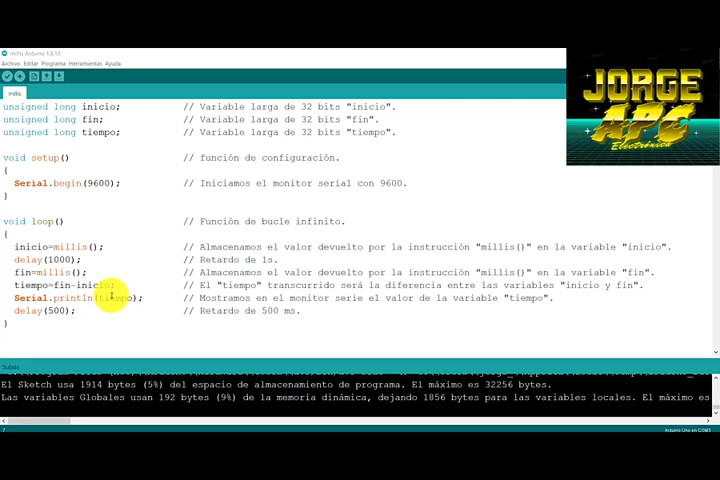 millis Arduino 1.8.13
Archivo Editar Programa Herramientas Ayuda
millis
JORGE
APC
Electrónica
unsigned long inicio; // Variable larga de 32 bits "inicio".
unsigned long fin; // Variable larga de 32 bits "fin".
unsigned long tiempo; // Variable larga de 32 bits "tiempo".
void setup() // función de configuración.
{
Serial.begin(9600); // Iniciamos el monitor serial con 9600.
}
void loop() // Función de bucle infinito.
{
inicio=millis(); // Almacenamos el valor devuelto por la instrucción "millis()" en la variable "inicio".
delay(1000); // Retardo de 1s.
fin=millis(); // Almacenamos el valor devuelto por la instrucción "millis()" en la variable "fin".
tiempo=fin-inicio; // El "tiempo" transcurrido será la diferencia entre las variables "inicio y fin".
Serial.println(tiempo); // Mostramos en el monitor serie el valor de la variable "tiempo".
delay(500); // Retardo de 500 ms.
}
Subido
El Sketch usa 1914 bytes (5%) del espacio de almacenamiento de programa. El máximo es 32256 bytes.
Las variables Globales usan 192 bytes (9%) de la memoria dinámica, dejando 1856 bytes para las variables locales. El máximo es
Arduino Uno en COM3